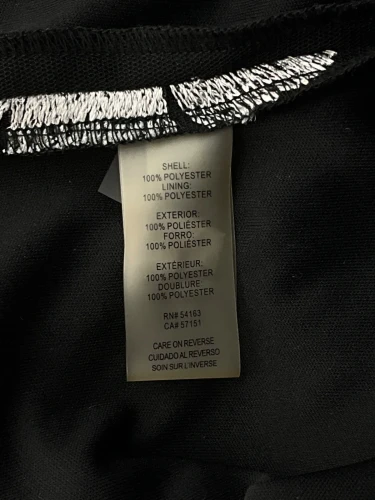 SHELL:
100% POLYESTER
LINING:
100% POLYESTER
EXTERIOR:
100% POLIÉSTER
FORRO:
100% POLIÉSTER
EXTÉRIEUR:
100% POLYESTER
DOUBLURE
100% POLYESTER
RN# 54163
CA# 57151
CARE ON REVERSE
CUIDADO AL REVERSO
SOIN SUR L'INVERSE